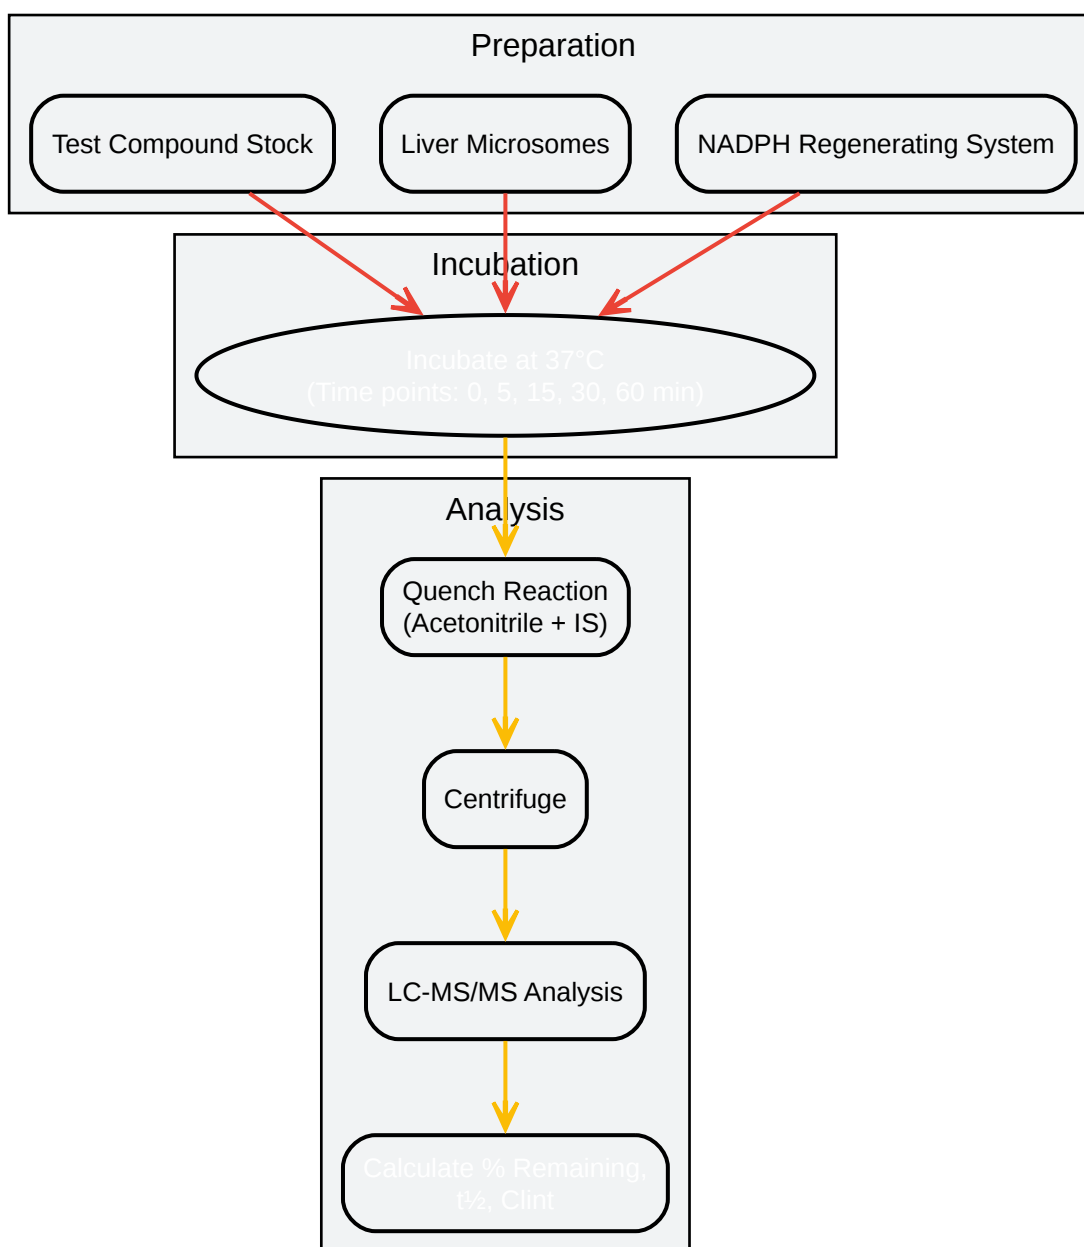 Preparation
Test Compound Stock
Liver Microsomes
NADPH Regenerating System
Incubation
Incubate at 37°C
(Time points: 0, 5, 15, 30, 60 min)
Analysis
Quench Reaction
(Acetonitrile + IS)
Centrifuge
LC-MS/MS Analysis
Calculate % Remaining,
t½, Clint